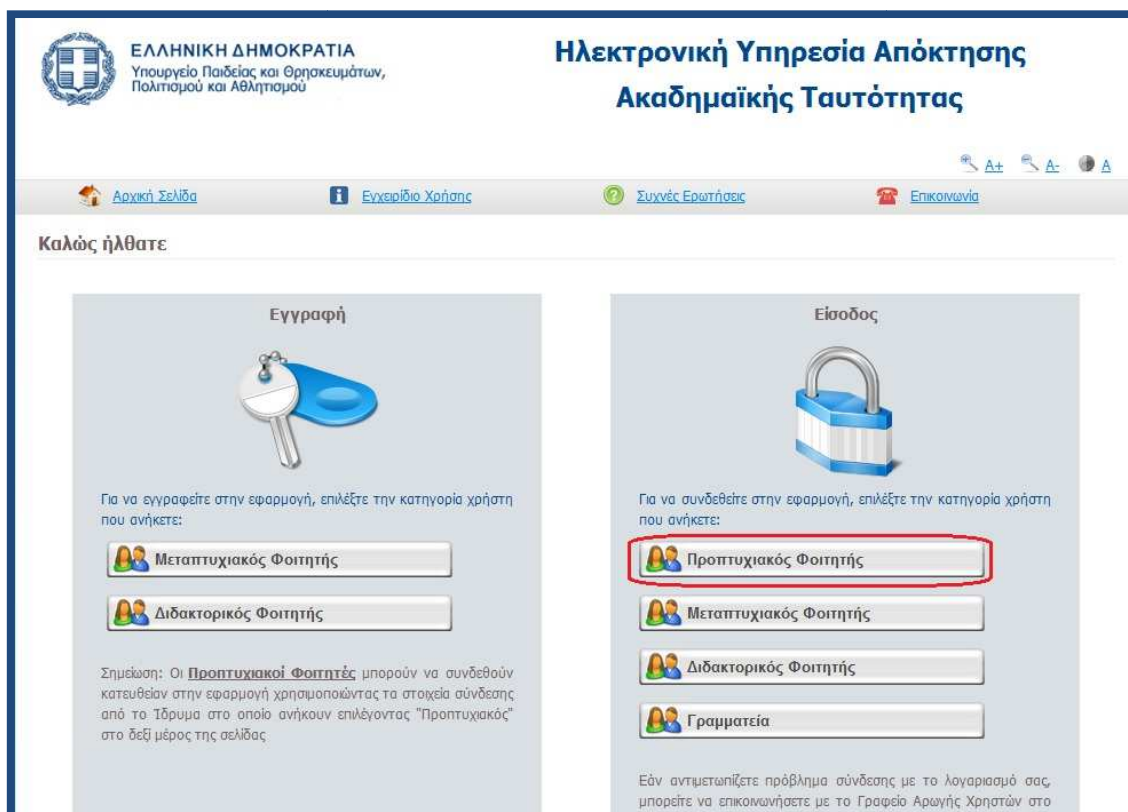 ΕΛΛΗΝΙΚΗ ΔΗΜΟΚΡΑΤΙΑ
Υπουργείο Παιδείας και Θρησκευμάτων,
Πολιτισμού και Αθλητισμού
Ηλεκτρονική Υπηρεσία Απόκτησης
Ακαδημαϊκής Ταυτότητας
A+ A- A
Αρχική Σελίδα Εγχειρίδιο Χρήσης Συχνές Ερωτήσεις Επικοινωνία
Καλώς ήλθατε
Εγγραφή
Για να εγγραφείτε στην εφαρμογή, επιλέξτε την κατηγορία χρήστη
που ανήκετε:
Μεταπτυχιακός Φοιτητής
Διδακτορικός Φοιτητής
Σημείωση: Οι Προπτυχιακοί Φοιτητές μπορούν να συνδεθούν
κατευθείαν στην εφαρμογή χρησιμοποιώντας τα στοιχεία σύνδεσης
από το Ίδρυμα στο οποίο ανήκουν επιλέγοντας "Προπτυχιακός"
στο δεξί μέρος της σελίδας
Είσοδος
Για να συνδεθείτε στην εφαρμογή, επιλέξτε την κατηγορία χρήστη
που ανήκετε:
Προπτυχιακός Φοιτητής
Μεταπτυχιακός Φοιτητής
Διδακτορικός Φοιτητής
Γραμματεία
Εάν αντιμετωπίζετε πρόβλημα σύνδεσης με το λογαριασμό σας,
μπορείτε να επικοινωνήσετε με το Γραφείο Αρωγής Χρηστών στο